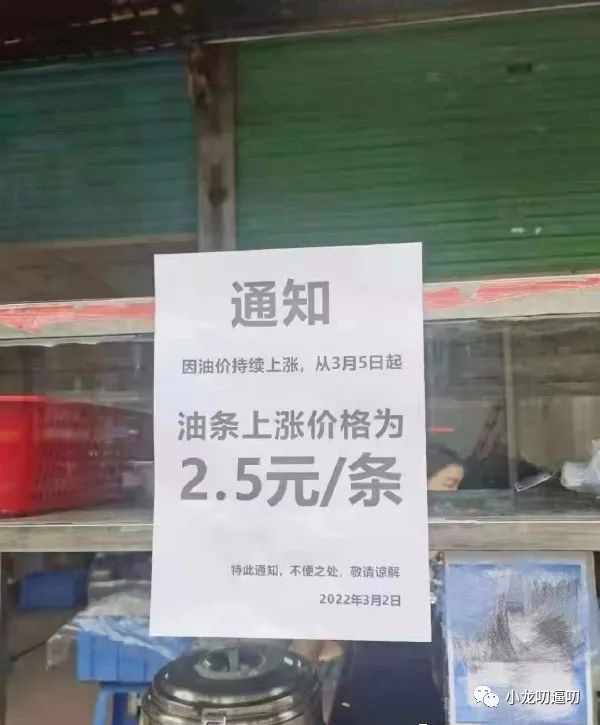 通知
因油价持续上涨，从3月5日起
油条上涨价格为
2.5元/条
特此通知，不便之处，敬请谅解
2022年3月2日
小龙叨逼叨